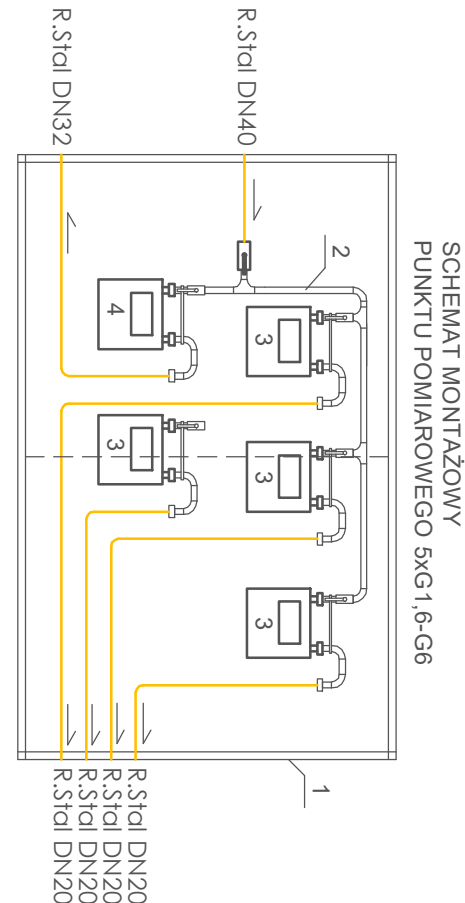 SCHEMAT MONTAŻOWY
PUNKTU POMIAROWEGO 5xG1,6-G6
R.Stal DN40
R.Stal DN32
2
3
4
3
3
3
1
R.Stal DN20
R.Stal DN20
R.Stal DN20
R.Stal DN20